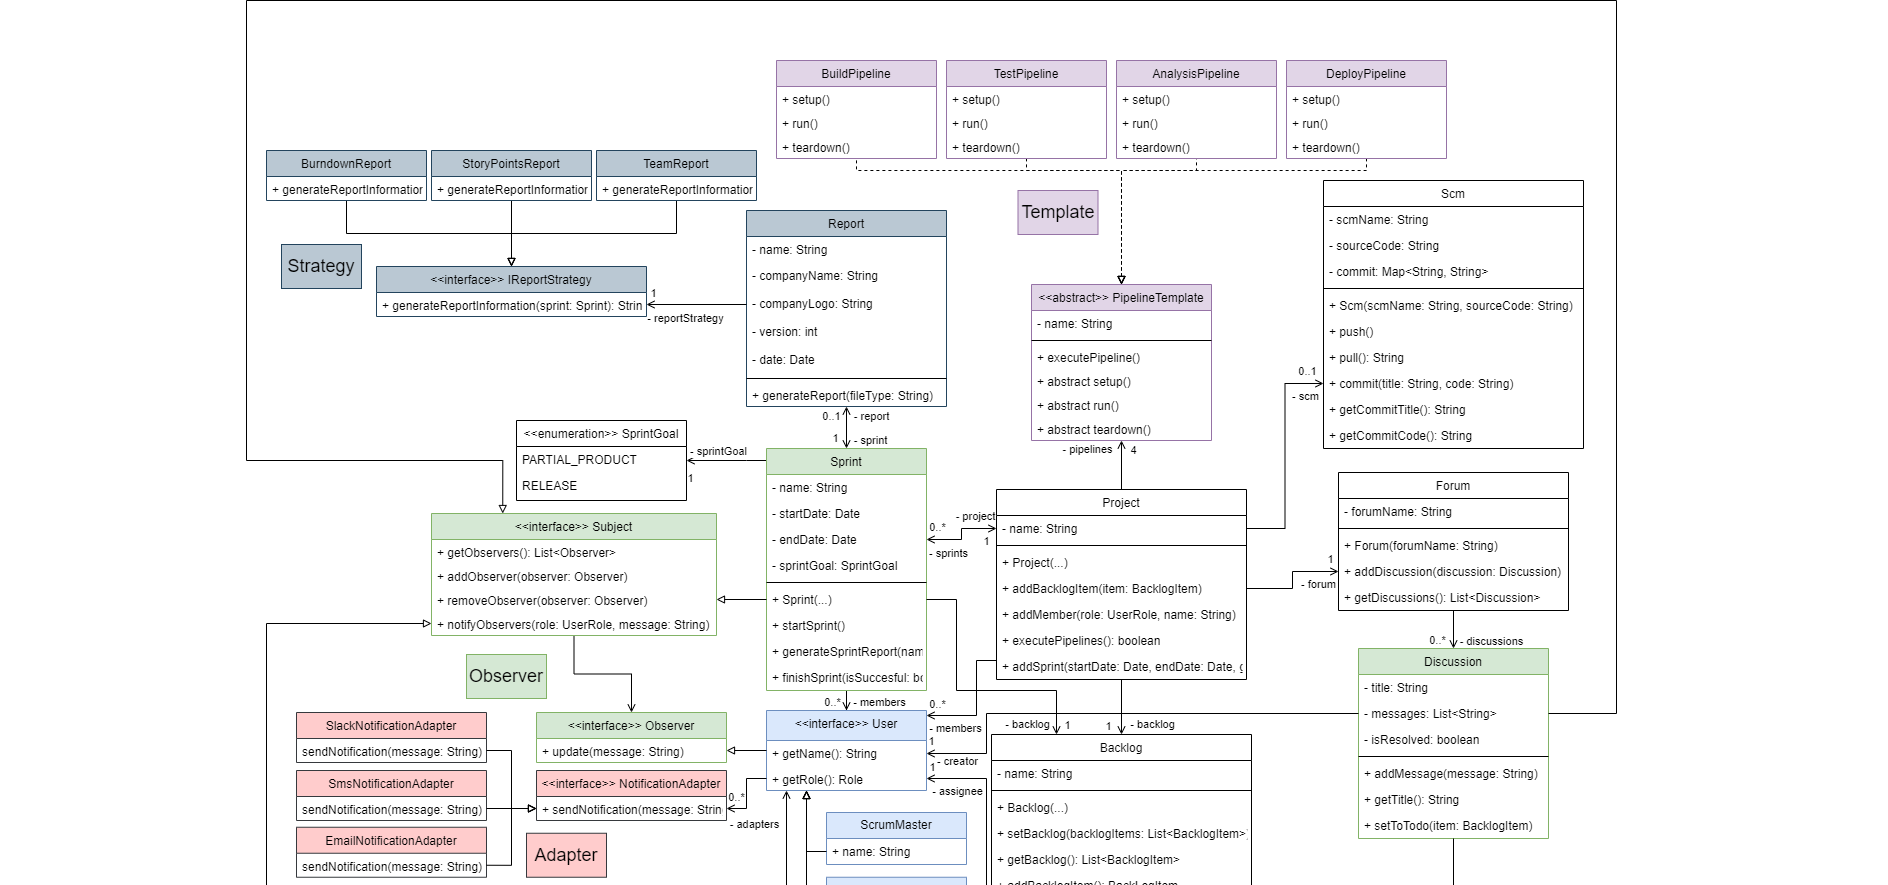 BuildPipeline
+ setup()
+ run()
+ teardown()
TestPipeline
+ setup()
+ run()
+ teardown()
AnalysisPipeline
+ setup()
+ run()
+ teardown()
DeployPipeline
+ setup()
+ run()
+ teardown()
BurndownReport
+ generateReportInformation
StoryPointsReport
+ generateReportInformation
TeamReport
+ generateReportInformation
Template
Strategy
<<interface>> IReportStrategy
+ generateReportInformation(sprint: Sprint): Strin
1
- reportStrategy
Report
- name: String
- companyName: String
- companyLogo: String
- version: int
- date: Date
+ generateReport(fileType: String)
0..1
- report
1
- sprint
<<abstract>> PipelineTemplate
- name: String
+ executePipeline()
+ abstract setup()
+ abstract run()
+ abstract teardown()
- pipelines
4
Scm
- scmName: String
- sourceCode: String
- commit: Map<String, String>
+ Scm(scmName: String, sourceCode: String)
+ push()
+ pull(): String
+ commit(title: String, code: String)
+ getCommitTitle(): String
+ getCommitCode(): String
0..1
- scm
<<enumeration>> SprintGoal
PARTIAL_PRODUCT
RELEASE
- sprintGoal
1
Sprint
- name: String
- startDate: Date
- endDate: Date
- sprintGoal: SprintGoal
+ Sprint(...)
+ startSprint()
+ generateSprintReport(nam
+ finishSprint(isSuccesful: bo
- project
0..*
1
- sprints
Project
- name: String
+ Project(...)
+ addBacklogItem(item: BacklogItem)
+ addMember(role: UserRole, name: String)
+ executePipelines(): boolean
+ addSprint(startDate: Date, endDate: Date, g
Forum
- forumName: String
+ Forum(forumName: String)
+ addDiscussion(discussion: Discussion)
+ getDiscussions(): List<Discussion>
1
- forum
0..*
- discussions
<<interface>> Subject
+ getObservers(): List<Observer>
+ addObserver(observer: Observer)
+ removeObserver(observer: Observer)
+ notifyObservers(role: UserRole, message: String)
Observer
<<interface>> Observer
+ update(message: String)
Discussion
- title: String
- messages: List<String>
- isResolved: boolean
+ addMessage(message: String)
+ getTitle(): String
+ setToTodo(item: BacklogItem)
0..*
- members
<<interface>> User
+ getName(): String
+ getRole(): Role
0..*
- members
1
- creator
1
- assignee
- backlog
1
1
- backlog
Backlog
- name: String
+ Backlog(...)
+ setBacklog(backlogItems: List<BacklogItem>)
+ getBacklog(): List<BacklogItem>
+ addBacklogItem(): BackLogItem
SlackNotificationAdapter
sendNotification(message: String)
SmsNotificationAdapter
sendNotification(message: String)
EmailNotificationAdapter
sendNotification(message: String)
<<interface>> NotificationAdapter
+ sendNotification(message: Strin
0..*
- adapters
Adapter
ScrumMaster
+ name: String